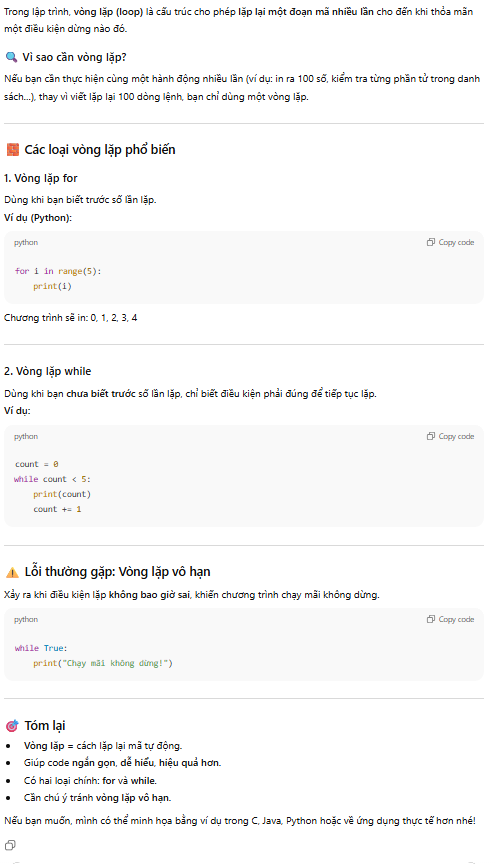 Trong lập trình, vòng lặp (loop) là cấu trúc cho phép lặp lại một đoạn mã nhiều lần cho đến khi thỏa mãn
một điều kiện dừng nào đó.
🔍 Vì sao cần vòng lặp?
Nếu bạn cần thực hiện cùng một hành động nhiều lần (ví dụ: in ra 100 số, kiểm tra từng phần tử trong danh
sách...), thay vì viết lặp lại 100 dòng lệnh, bạn chỉ dùng một vòng lặp.
🧱 Các loại vòng lặp phổ biến
1. Vòng lặp for
Dùng khi bạn biết trước số lần lặp.
Ví dụ (Python):
python Copy code
for i in range(5):
    print(i)
Chương trình sẽ in: 0, 1, 2, 3, 4
2. Vòng lặp while
Dùng khi bạn chưa biết trước số lần lặp, chỉ biết điều kiện phải đúng để tiếp tục lặp.
Ví dụ:
python Copy code
count = 0
while count < 5:
    print(count)
    count += 1
⚠️ Lỗi thường gặp: Vòng lặp vô hạn
Xảy ra khi điều kiện lặp không bao giờ sai, khiến chương trình chạy mãi không dừng.
python Copy code
while True:
    print("Chạy mãi không dừng!")
🎯 Tóm lại
• Vòng lặp = cách lặp lại mã tự động.
• Giúp code ngắn gọn, dễ hiểu, hiệu quả hơn.
• Có hai loại chính: for và while.
• Cần chú ý tránh vòng lặp vô hạn.
Nếu bạn muốn, mình có thể minh họa bằng ví dụ trong C, Java, Python hoặc về ứng dụng thực tế hơn nhé!